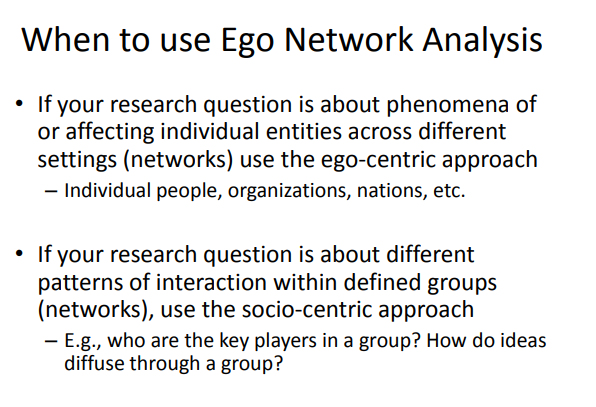 When to use Ego Network Analysis
• If your research question is about phenomena of
or affecting individual entities across different
settings (networks) use the ego-centric approach
– Individual people, organizations, nations, etc.
• If your research question is about different
patterns of interaction within defined groups
(networks), use the socio-centric approach
– E.g., who are the key players in a group? How do ideas
diffuse through a group?